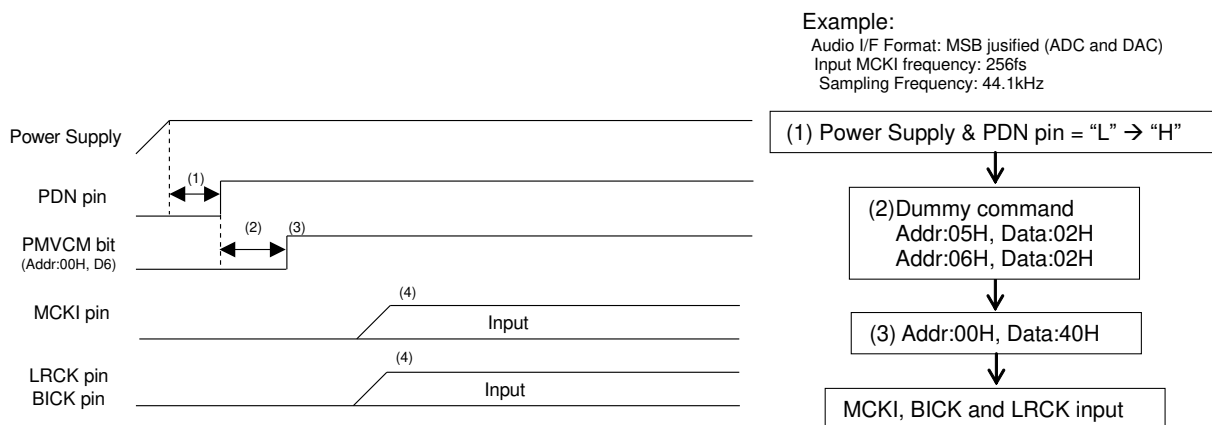 Example:
Audio I/F Format: MSB jusified (ADC and DAC)
Input MCKI frequency: 256fs
Sampling Frequency: 44.1kHz
Power Supply
(1)
PDN pin
(2)
(3)
PMVCM bit
(Addr:00H, D6)
(4)
MCKI pin
Input
(4)
LRCK pin
BICK pin
Input
(1) Power Supply & PDN pin = “L” → “H”
(2)Dummy command
Addr:05H, Data:02H
Addr:06H, Data:02H
(3) Addr:00H, Data:40H
MCKI, BICK and LRCK input